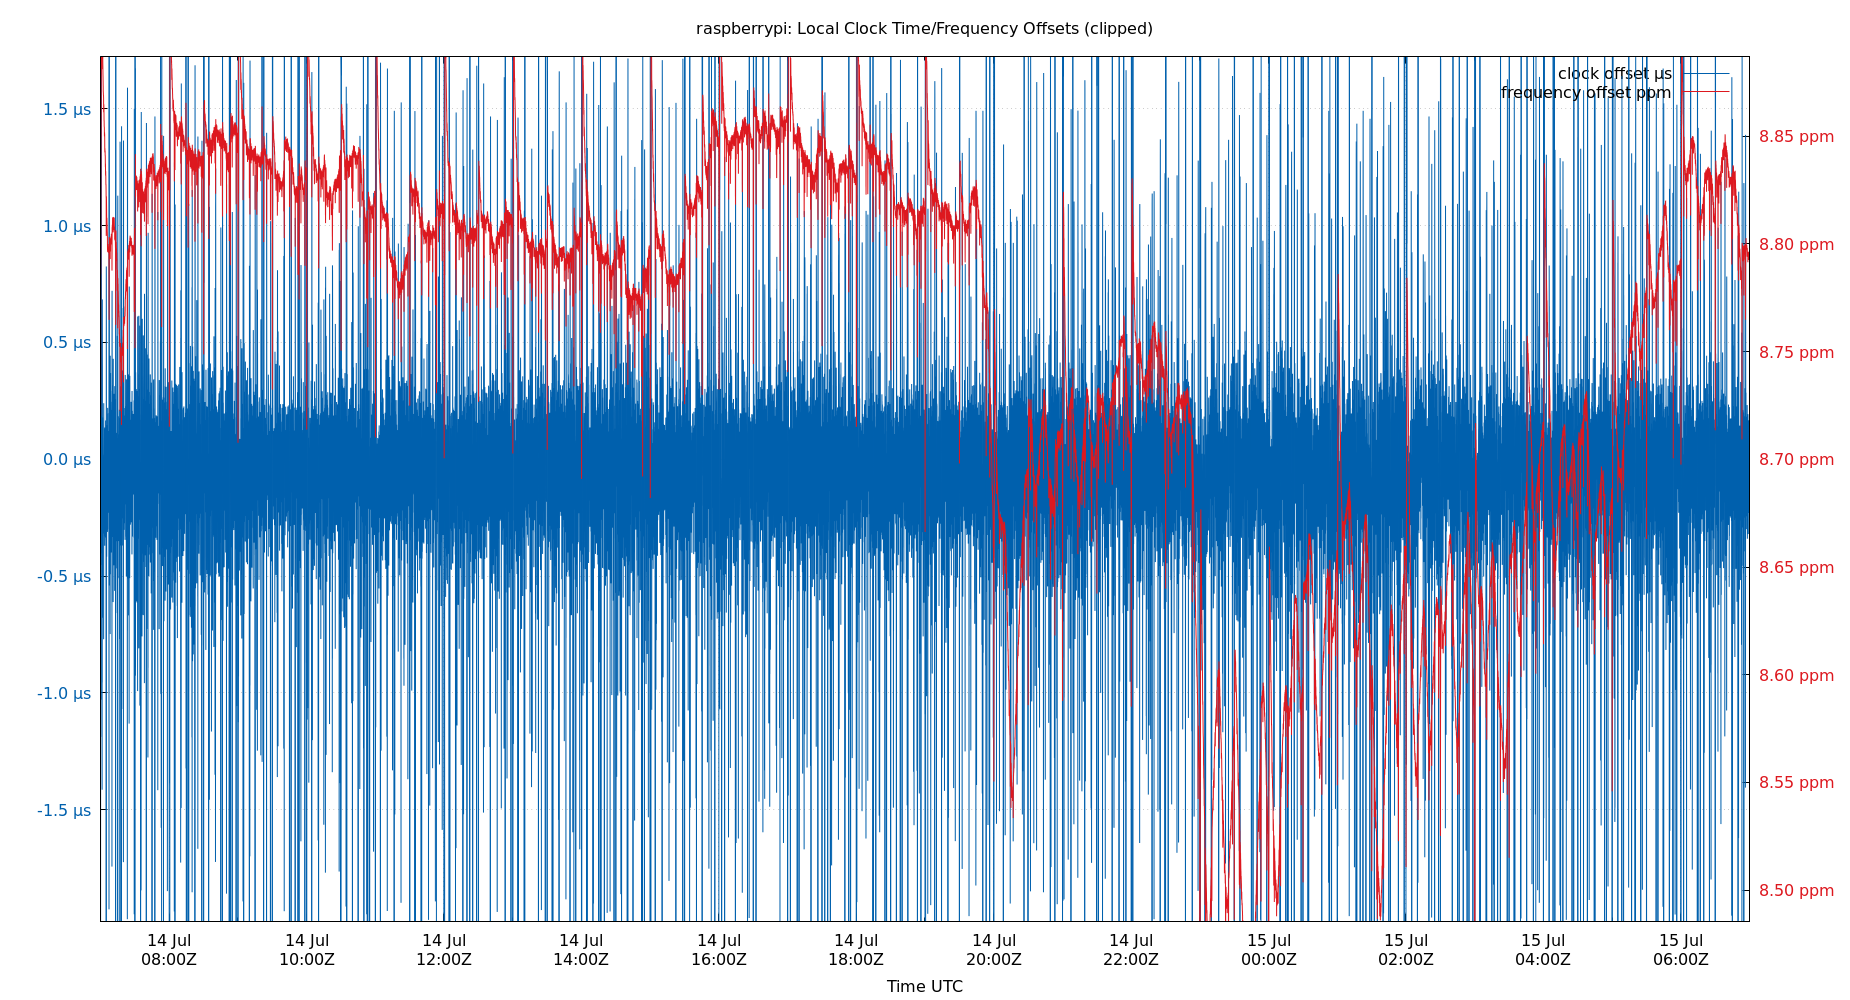 raspberrypi: Local Clock Time/Frequency Offsets (clipped)
clock offset µs
frequency offset ppm
1.5 µs
1.0 µs
0.5 µs
0.0 µs
-0.5 µs
-1.0 µs
-1.5 µs
8.85 ppm
8.80 ppm
8.75 ppm
8.70 ppm
8.65 ppm
8.60 ppm
8.55 ppm
8.50 ppm
14 Jul 14 Jul 14 Jul 14 Jul 14 Jul 14 Jul 14 Jul 14 Jul 15 Jul 15 Jul 15 Jul 15 Jul
08:00Z 10:00Z 12:00Z 14:00Z 16:00Z 18:00Z 20:00Z 22:00Z 00:00Z 02:00Z 04:00Z 06:00Z
Time UTC